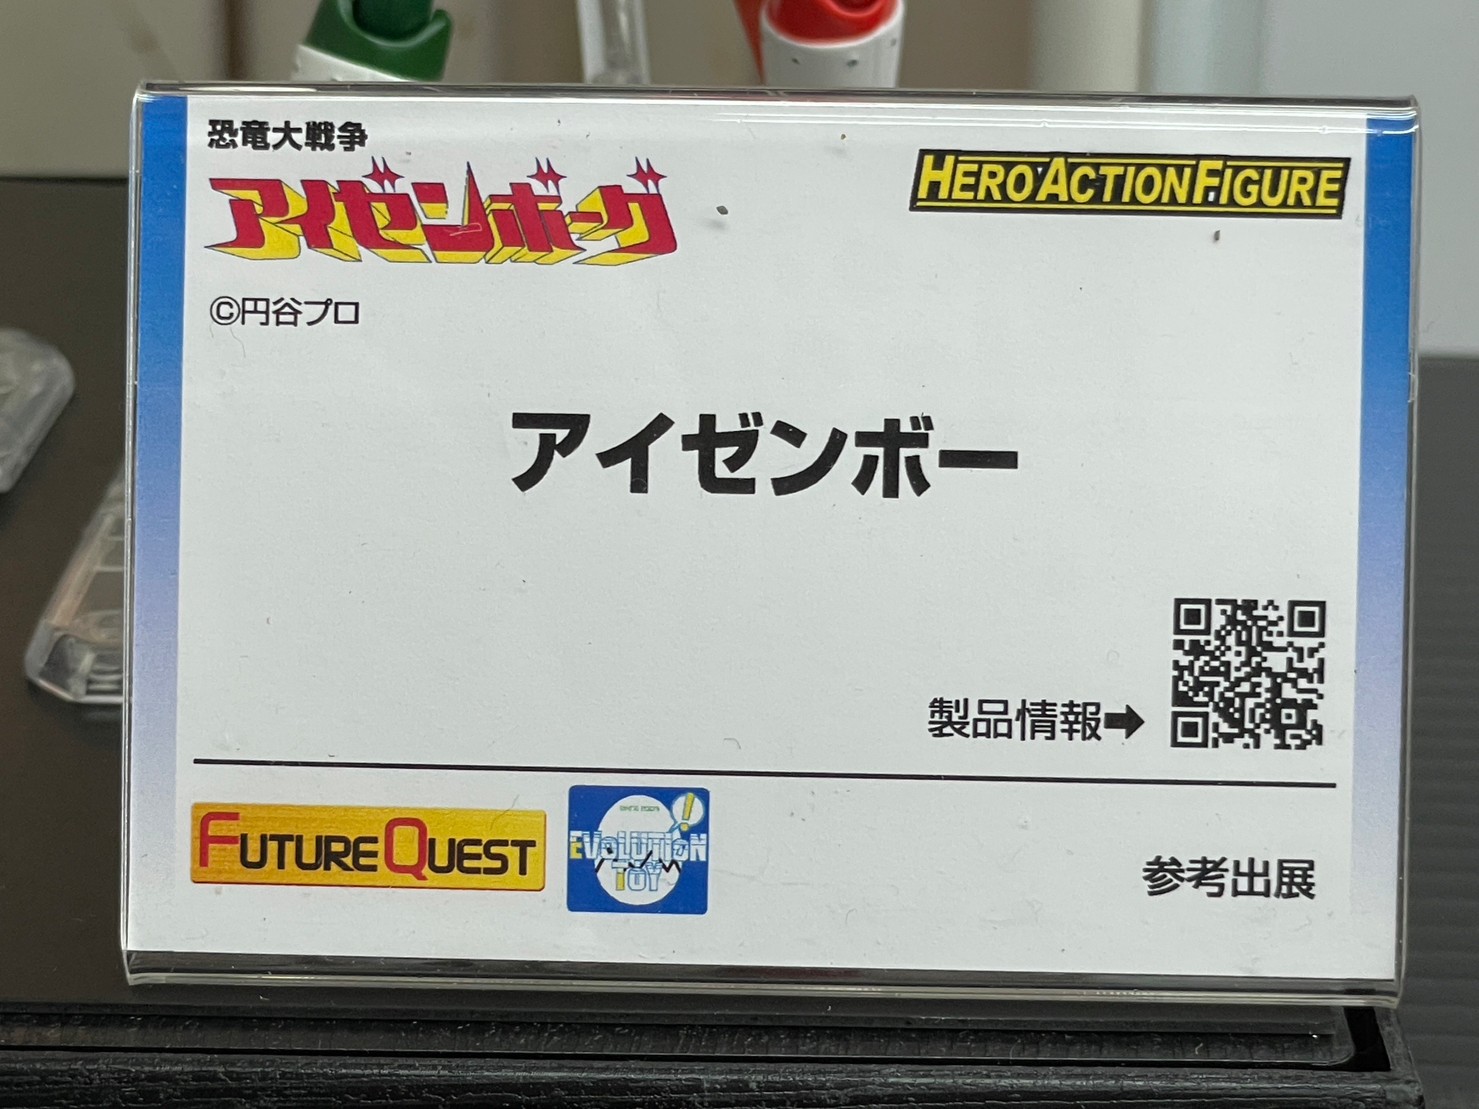 恐竜大戦争
アイゼンボーグ
HERO ACTION FIGURE
©円谷プロ
アイゼンボー
製品情報➡
FUTURE QUEST
EVOLUTION
TOY
参考出展